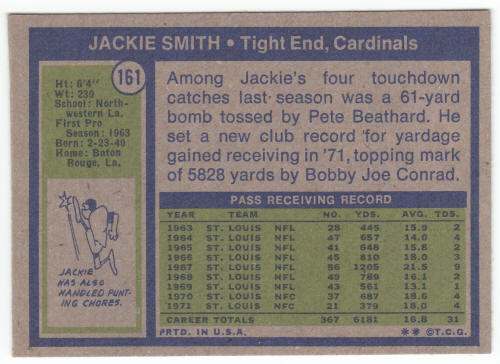 JACKIE SMITH • Tight End, Cardinals
161
Ht: 6'4"
Wt: 230
School: North-
western La.
First Pro
Season: 1963
Born: 2-23-40
Home: Baton
Rouge, La.
JACKIE
HAS ALSO
HANDLED PUNT-
ING CHORES.
Among Jackie's four touchdown
catches last season was a 61-yard
bomb tossed by Pete Beathard. He
set a new club record for yardage
gained receiving in '71, topping mark
of 5828 yards by Bobby Joe Conrad.
PASS RECEIVING RECORD
YEAR TEAM NO. YDS. AVG. TDS.
1963 ST. LOUIS NFL 28 445 15.9 2
1964 ST. LOUIS NFL 47 657 14.0 4
1965 ST. LOUIS NFL 41 648 15.8 2
1966 ST. LOUIS NFL 45 810 18.0 3
1967 ST. LOUIS NFL 56 1205 21.5 9
1968 ST. LOUIS NFL 49 789 16.1 2
1969 ST. LOUIS NFL 43 561 13.1 1
1970 ST. LOUIS NFC 37 687 18.6 4
1971 ST. LOUIS NFC 21 379 18.0 4
CAREER TOTALS 367 6181 16.8 31
PRTD. IN U.S.A. ** © T.C.G.